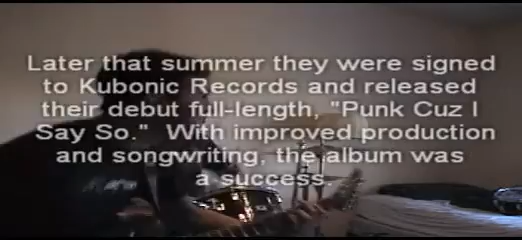 Later that summer they were signed
to Kubonic Records and released
their debut full-length, "Punk Cuz I
Say So."  With improved production
and songwriting, the album was
a success.